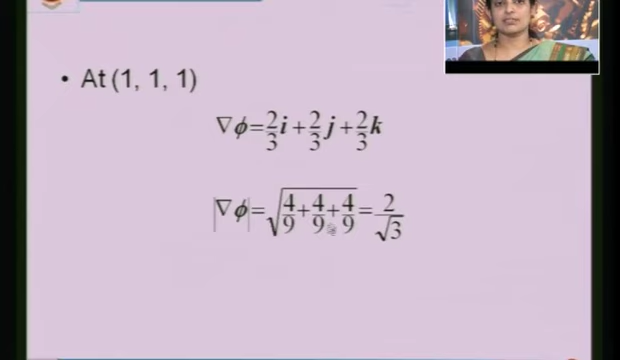 • At (1, 1, 1)
∇ϕ=2/3 i+2/3 j+2/3 k
|∇ϕ|=√(4/9+4/9+4/9)=2/√3